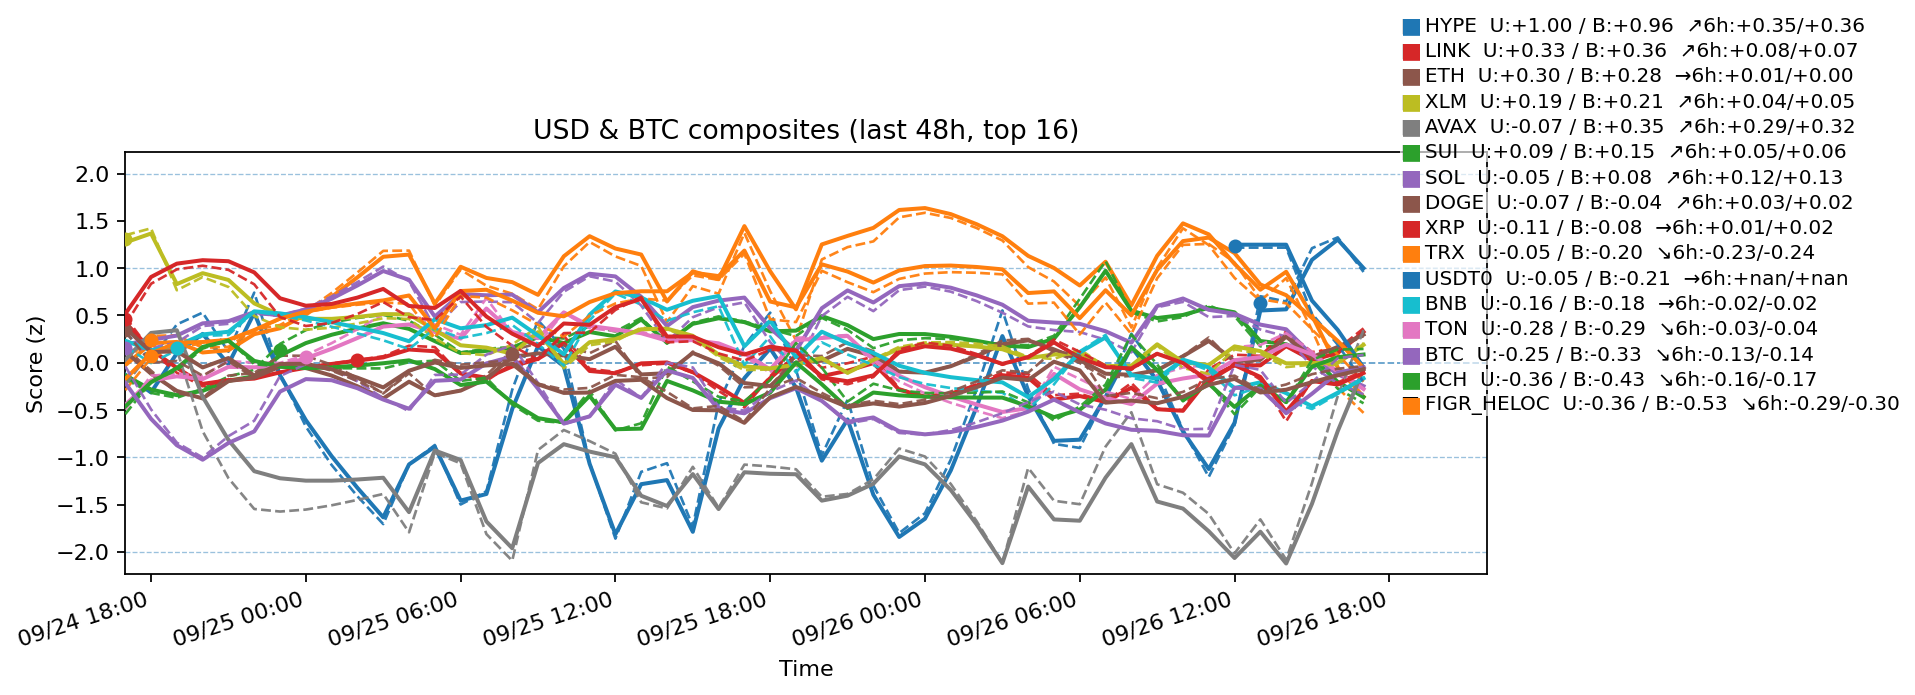 HYPE U:+1.00 / B:+0.96 ↗6h:+0.35/+0.36
LINK U:+0.33 / B:+0.36 ↗6h:+0.08/+0.07
ETH U:+0.30 / B:+0.28 →6h:+0.01/+0.00
XLM U:+0.19 / B:+0.21 ↗6h:+0.04/+0.05
AVAX U:-0.07 / B:+0.35 ↗6h:+0.29/+0.32
SUI U:+0.09 / B:+0.15 ↗6h:+0.05/+0.06
SOL U:-0.05 / B:+0.08 ↗6h:+0.12/+0.13
DOGE U:-0.07 / B:-0.04 ↗6h:+0.03/+0.02
XRP U:-0.11 / B:-0.08 →6h:+0.01/+0.02
TRX U:-0.05 / B:-0.20 ↘6h:-0.23/-0.24
USDT0 U:-0.05 / B:-0.21 →6h:+nan/+nan
BNB U:-0.16 / B:-0.18 →6h:-0.02/-0.02
TON U:-0.28 / B:-0.29 ↘6h:-0.03/-0.04
BTC U:-0.25 / B:-0.33 ↘6h:-0.13/-0.14
BCH U:-0.36 / B:-0.43 ↘6h:-0.16/-0.17
FIGR_HELOC U:-0.36 / B:-0.53 ↘6h:-0.29/-0.30
USD & BTC composites (last 48h, top 16)
Score (z)
2.0
1.5
1.0
0.5
0.0
−0.5
−1.0
−1.5
−2.0
09/24 18:00
09/25 00:00
09/25 06:00
09/25 12:00
09/25 18:00
09/26 00:00
09/26 06:00
09/26 12:00
09/26 18:00
Time